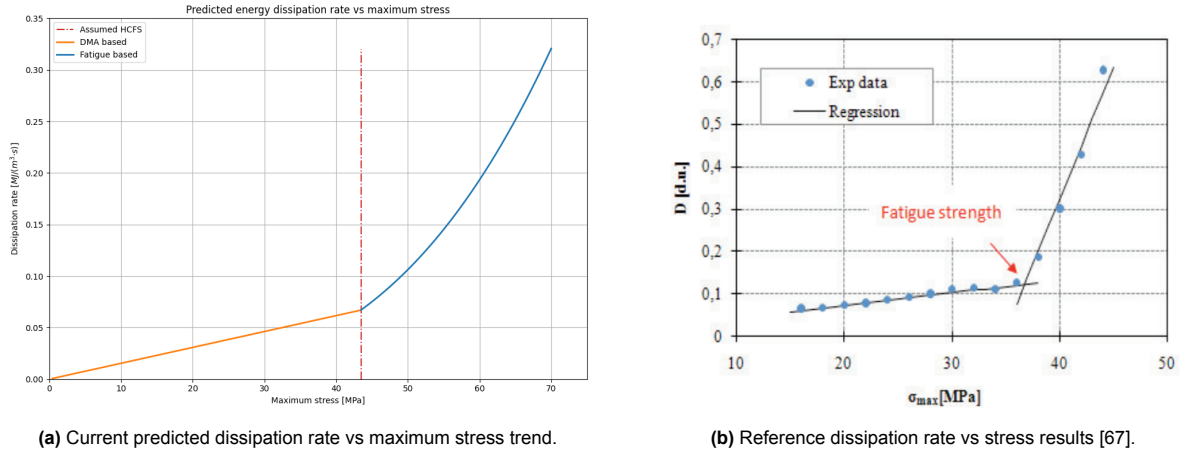 Predicted energy dissipation rate vs maximum stress
Assumed HCFS
DMA based
Fatigue based
Dissipation rate [MJ/(m³·s)]
0.35
0.30
0.25
0.20
0.15
0.10
0.05
0.00
0 10 20 30 40 50 60 70
Maximum stress [MPa]
(a) Current predicted dissipation rate vs maximum stress trend.
0,7
0,6
0,5
0,4
0,3
0,2
0,1
0
D [d.u.]
Exp data
Regression
Fatigue strength
10 20 30 40 50
σmax[MPa]
(b) Reference dissipation rate vs stress results [67].